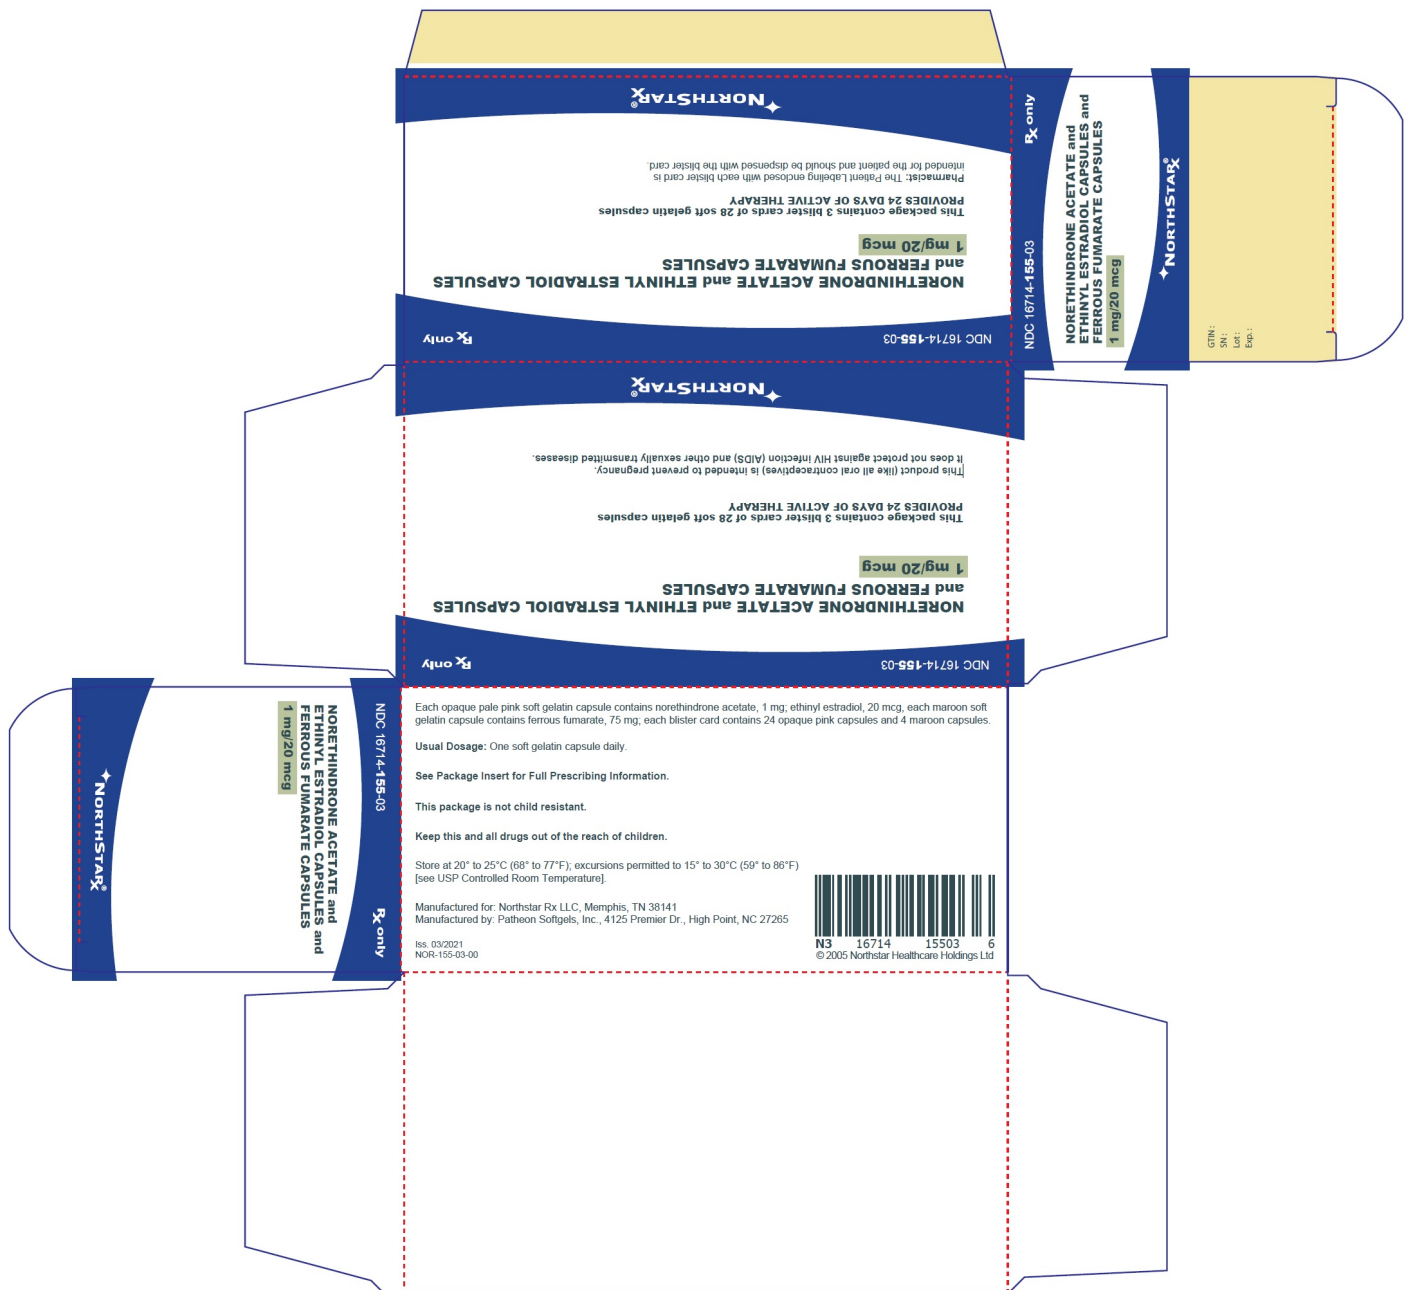 NORTHSTAR℞®
Pharmacist: The Patient Labeling enclosed with each blister card is
intended for the patient and should be dispensed with the blister card.
This package contains 3 blister cards of 28 soft gelatin capsules
PROVIDES 24 DAYS OF ACTIVE THERAPY
1 mg/20 mcg
NORETHINDRONE ACETATE and ETHINYL ESTRADIOL CAPSULES
and FERROUS FUMARATE CAPSULES
NDC 16714-155-03
℞ only
NDC 16714-155-03
℞ only
NORETHINDRONE ACETATE and
ETHINYL ESTRADIOL CAPSULES and
FERROUS FUMARATE CAPSULES
1 mg/20 mcg
NORTHSTAR℞®
GTIN :
SN :
Lot :
Exp. :
NORTHSTAR℞®
This product (like all oral contraceptives) is intended to prevent pregnancy.
It does not protect against HIV infection (AIDS) and other sexually transmitted diseases.
This package contains 3 blister cards of 28 soft gelatin capsules
PROVIDES 24 DAYS OF ACTIVE THERAPY
1 mg/20 mcg
NORETHINDRONE ACETATE and ETHINYL ESTRADIOL CAPSULES
and FERROUS FUMARATE CAPSULES
NDC 16714-155-03
℞ only
NDC 16714-155-03
℞ only
NORETHINDRONE ACETATE and
ETHINYL ESTRADIOL CAPSULES and
FERROUS FUMARATE CAPSULES
1 mg/20 mcg
NORTHSTAR℞®
Each opaque pale pink soft gelatin capsule contains norethindrone acetate, 1 mg; ethinyl estradiol, 20 mcg, each maroon soft
gelatin capsule contains ferrous fumarate, 75 mg; each blister card contains 24 opaque pink capsules and 4 maroon capsules.
Usual Dosage: One soft gelatin capsule daily.
See Package Insert for Full Prescribing Information.
This package is not child resistant.
Keep this and all drugs out of the reach of children.
Store at 20° to 25°C (68° to 77°F); excursions permitted to 15° to 30°C (59° to 86°F)
[see USP Controlled Room Temperature].
Manufactured for: Northstar Rx LLC, Memphis, TN 38141
Manufactured by: Patheon Softgels, Inc., 4125 Premier Dr., High Point, NC 27265
Iss. 03/2021
NOR-155-03-00
N3 16714 15503 6
© 2005 Northstar Healthcare Holdings Ltd